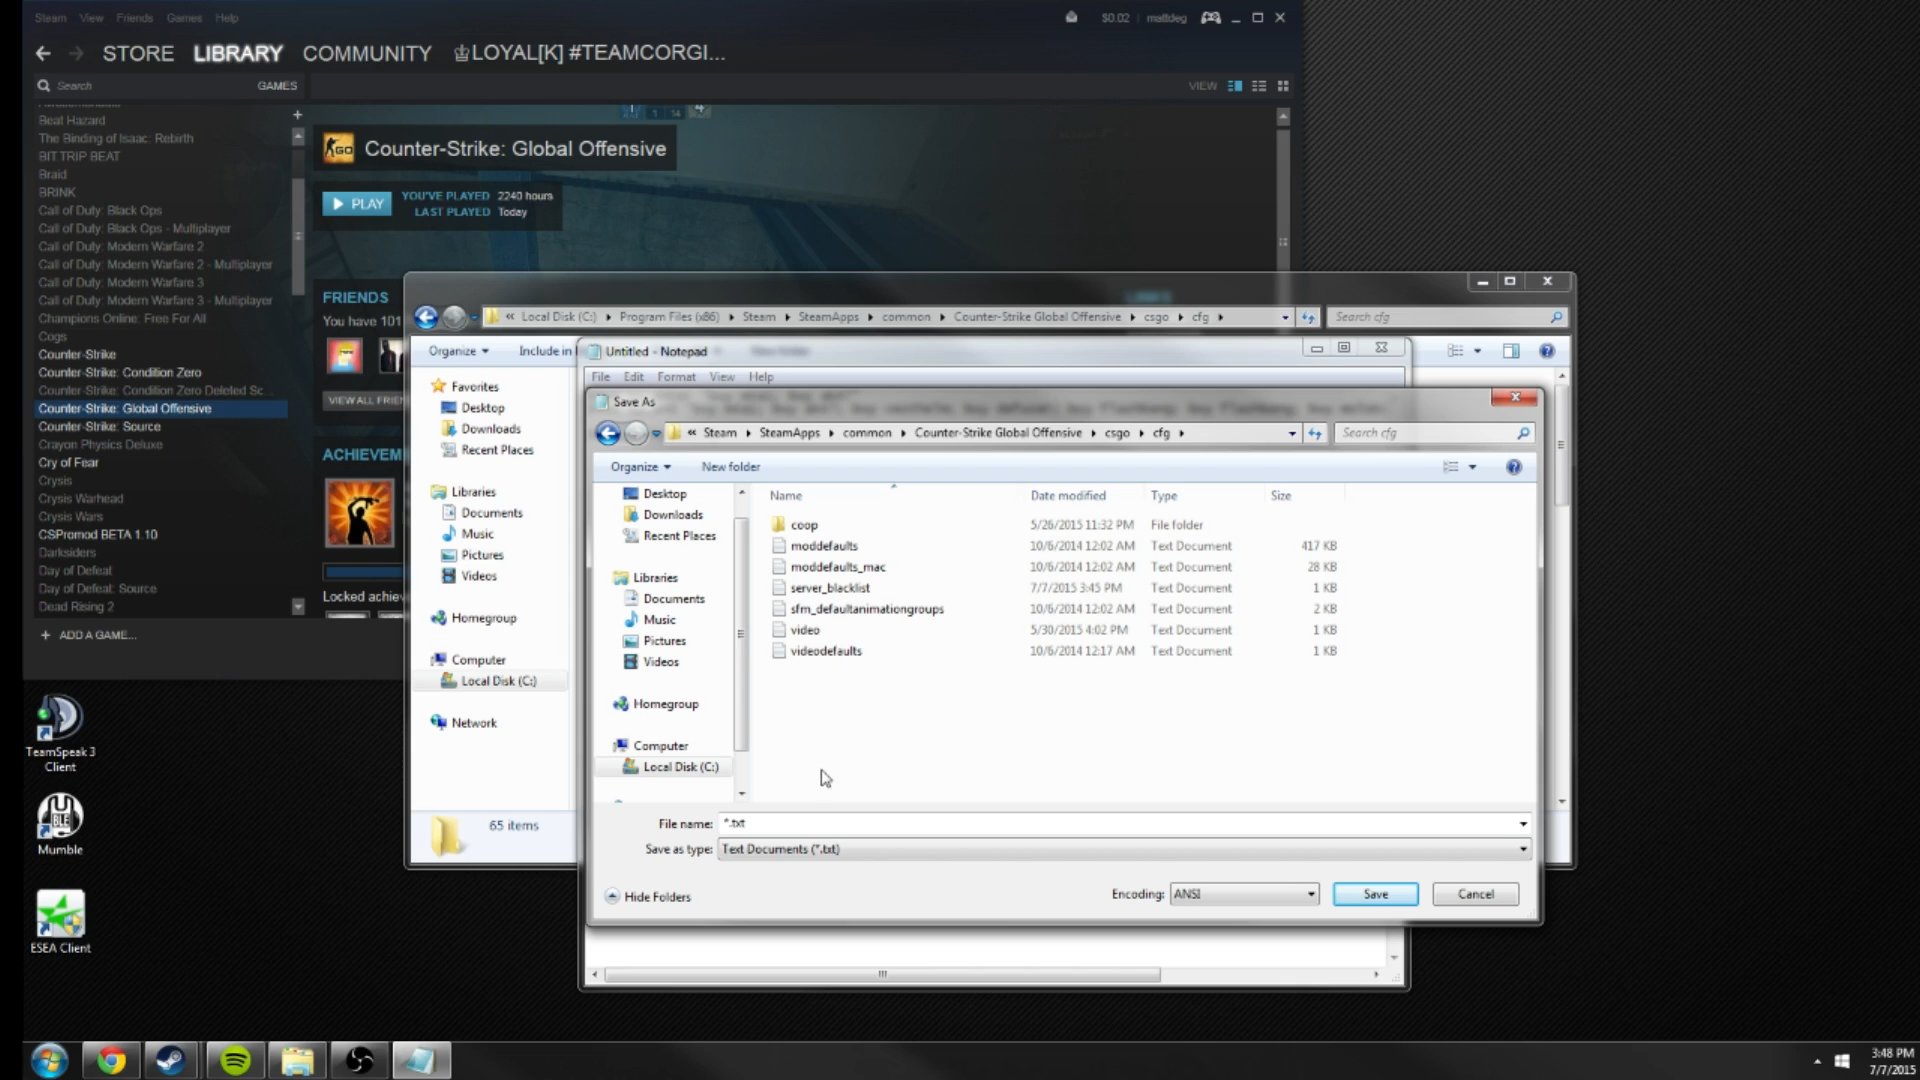 Steam View Friends Games Help
$0.02 mattdeg
STORE LIBRARY COMMUNITY ♔LOYAL[K] #TEAMCORGI...
Search GAMES
VIEW
Beat Hazard
The Binding of Isaac: Rebirth
BIT.TRIP BEAT
Braid
BRINK
Call of Duty: Black Ops
Call of Duty: Black Ops - Multiplayer
Call of Duty: Modern Warfare 2
Call of Duty: Modern Warfare 2 - Multiplayer
Call of Duty: Modern Warfare 3
Call of Duty: Modern Warfare 3 - Multiplayer
Champions Online: Free For All
Cogs
Counter-Strike
Counter-Strike: Condition Zero
Counter-Strike: Condition Zero Deleted Sc...
Counter-Strike: Global Offensive
Counter-Strike: Source
Crayon Physics Deluxe
Cry of Fear
Crysis
Crysis Warhead
Crysis Wars
CSPromod BETA 1.10
Darksiders
Day of Defeat
Day of Defeat: Source
Dead Rising 2
+ ADD A GAME...
GO
Counter-Strike: Global Offensive
PLAY
YOU'VE PLAYED 2240 hours
LAST PLAYED Today
FRIENDS
You have 101
VIEW ALL FRIEN
ACHIEVEM
Locked achiev
« Local Disk (C:) Program Files (x86) Steam SteamApps common Counter-Strike Global Offensive csgo cfg
Search cfg
Organize Include in
Favorites
Desktop
Downloads
Recent Places
Libraries
Documents
Music
Pictures
Videos
Homegroup
Computer
Local Disk (C:)
Network
65 items
Untitled - Notepad
File Edit Format View Help
Save As
« Steam SteamApps common Counter-Strike Global Offensive csgo cfg
Search cfg
Organize New folder
Desktop
Downloads
Recent Places
Libraries
Documents
Music
Pictures
Videos
Homegroup
Computer
Local Disk (C:)
Name Date modified Type Size
coop 5/26/2015 11:32 PM File folder
moddefaults 10/6/2014 12:02 AM Text Document 417 KB
moddefaults_mac 10/6/2014 12:02 AM Text Document 28 KB
server_blacklist 7/7/2015 3:45 PM Text Document 1 KB
sfm_defaultanimationgroups 10/6/2014 12:02 AM Text Document 2 KB
video 5/30/2015 4:02 PM Text Document 1 KB
videodefaults 10/6/2014 12:17 AM Text Document 1 KB
File name: *.txt
Save as type: Text Documents (*.txt)
Hide Folders
Encoding: ANSI
Save
Cancel
TeamSpeak 3
Client
Mumble
ESEA Client
3:48 PM
7/7/2015